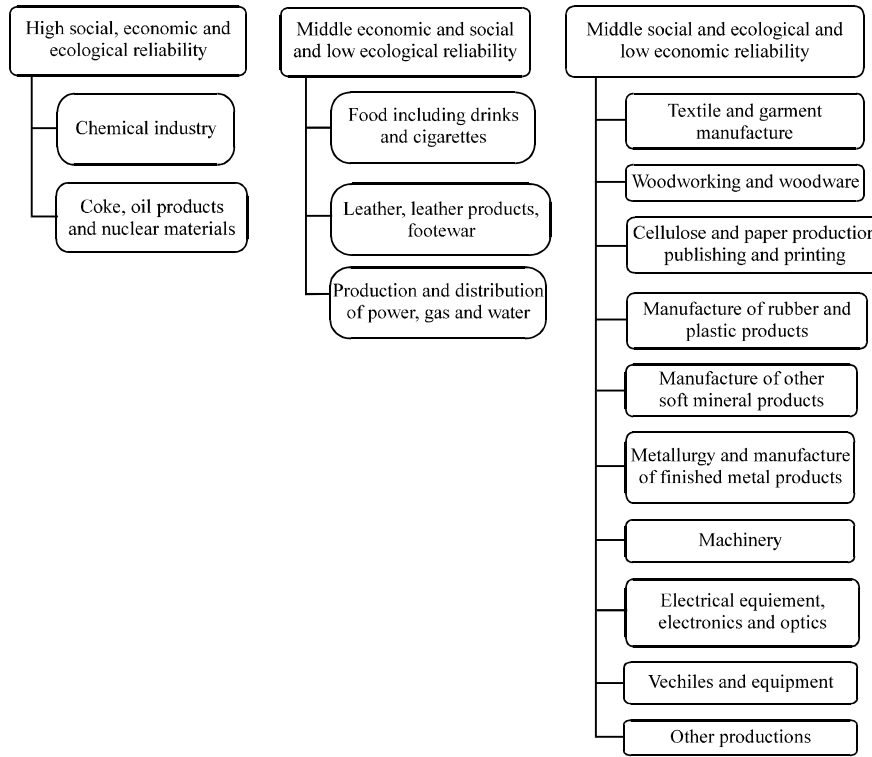 High social, economic and
ecological reliability
Chemical industry
Coke, oil products
and nuclear materials
Middle economic and social
and low ecological reliability
Food including drinks
and cigarettes
Leather, leather products,
footewar
Production and distribution
of power, gas and water
Middle social and ecological and
low economic reliability
Textile and garment
manufacture
Woodworking and woodware
Cellulose and paper production
publishing and printing
Manufacture of rubber and
plastic products
Manufacture of other
soft mineral products
Metallurgy and manufacture
of finished metal products
Machinery
Electrical equiement,
electronics and optics
Vechiles and equipment
Other productions